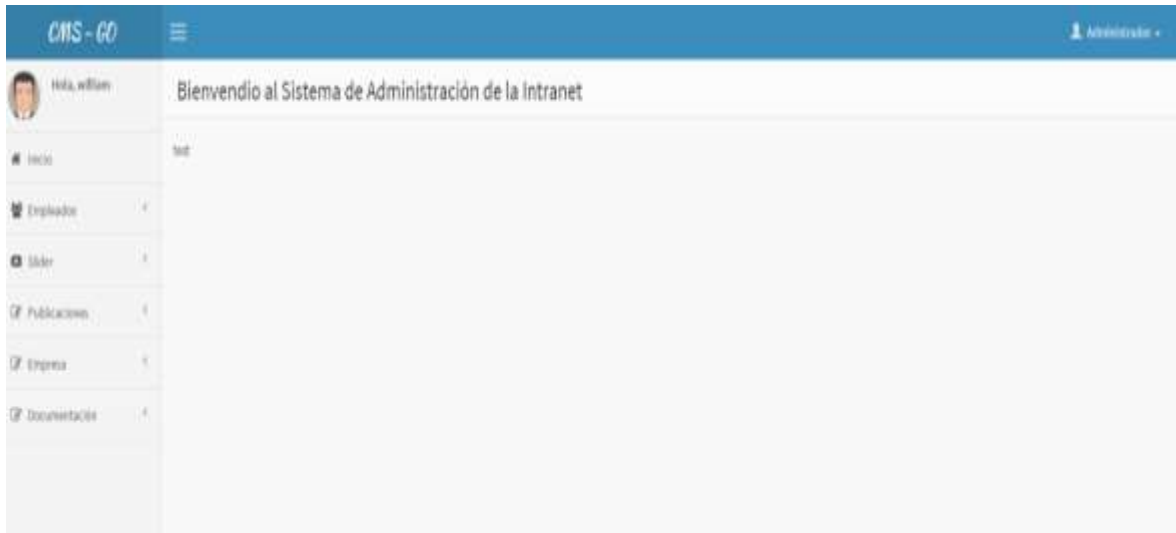 CMS - GO
Administrador
Hola, william
Bienvendio al Sistema de Administración de la Intranet
Inicio
test
Empleados
Slider
Publicaciones
Empresa
Documentación